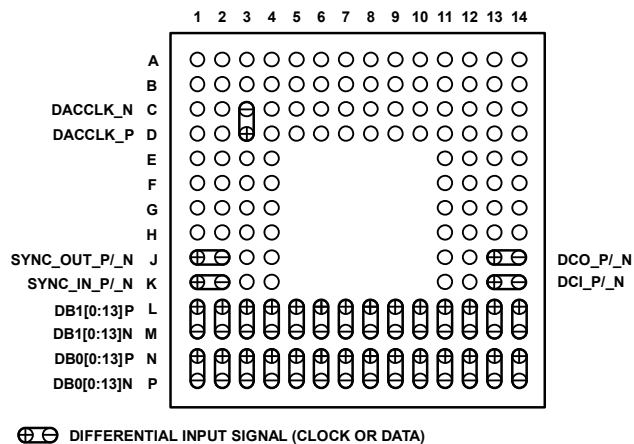 1 2 3 4 5 6 7 8 9 10 11 12 13 14
A
B
DACCLK_N C
DACCLK_P D
E
F
G
H
SYNC_OUT_P/_N J DCO_P/_N
SYNC_IN_P/_N K DCI_P/_N
DB1[0:13]P L
DB1[0:13]N M
DB0[0:13]P N
DB0[0:13]N P
DIFFERENTIAL INPUT SIGNAL (CLOCK OR DATA)